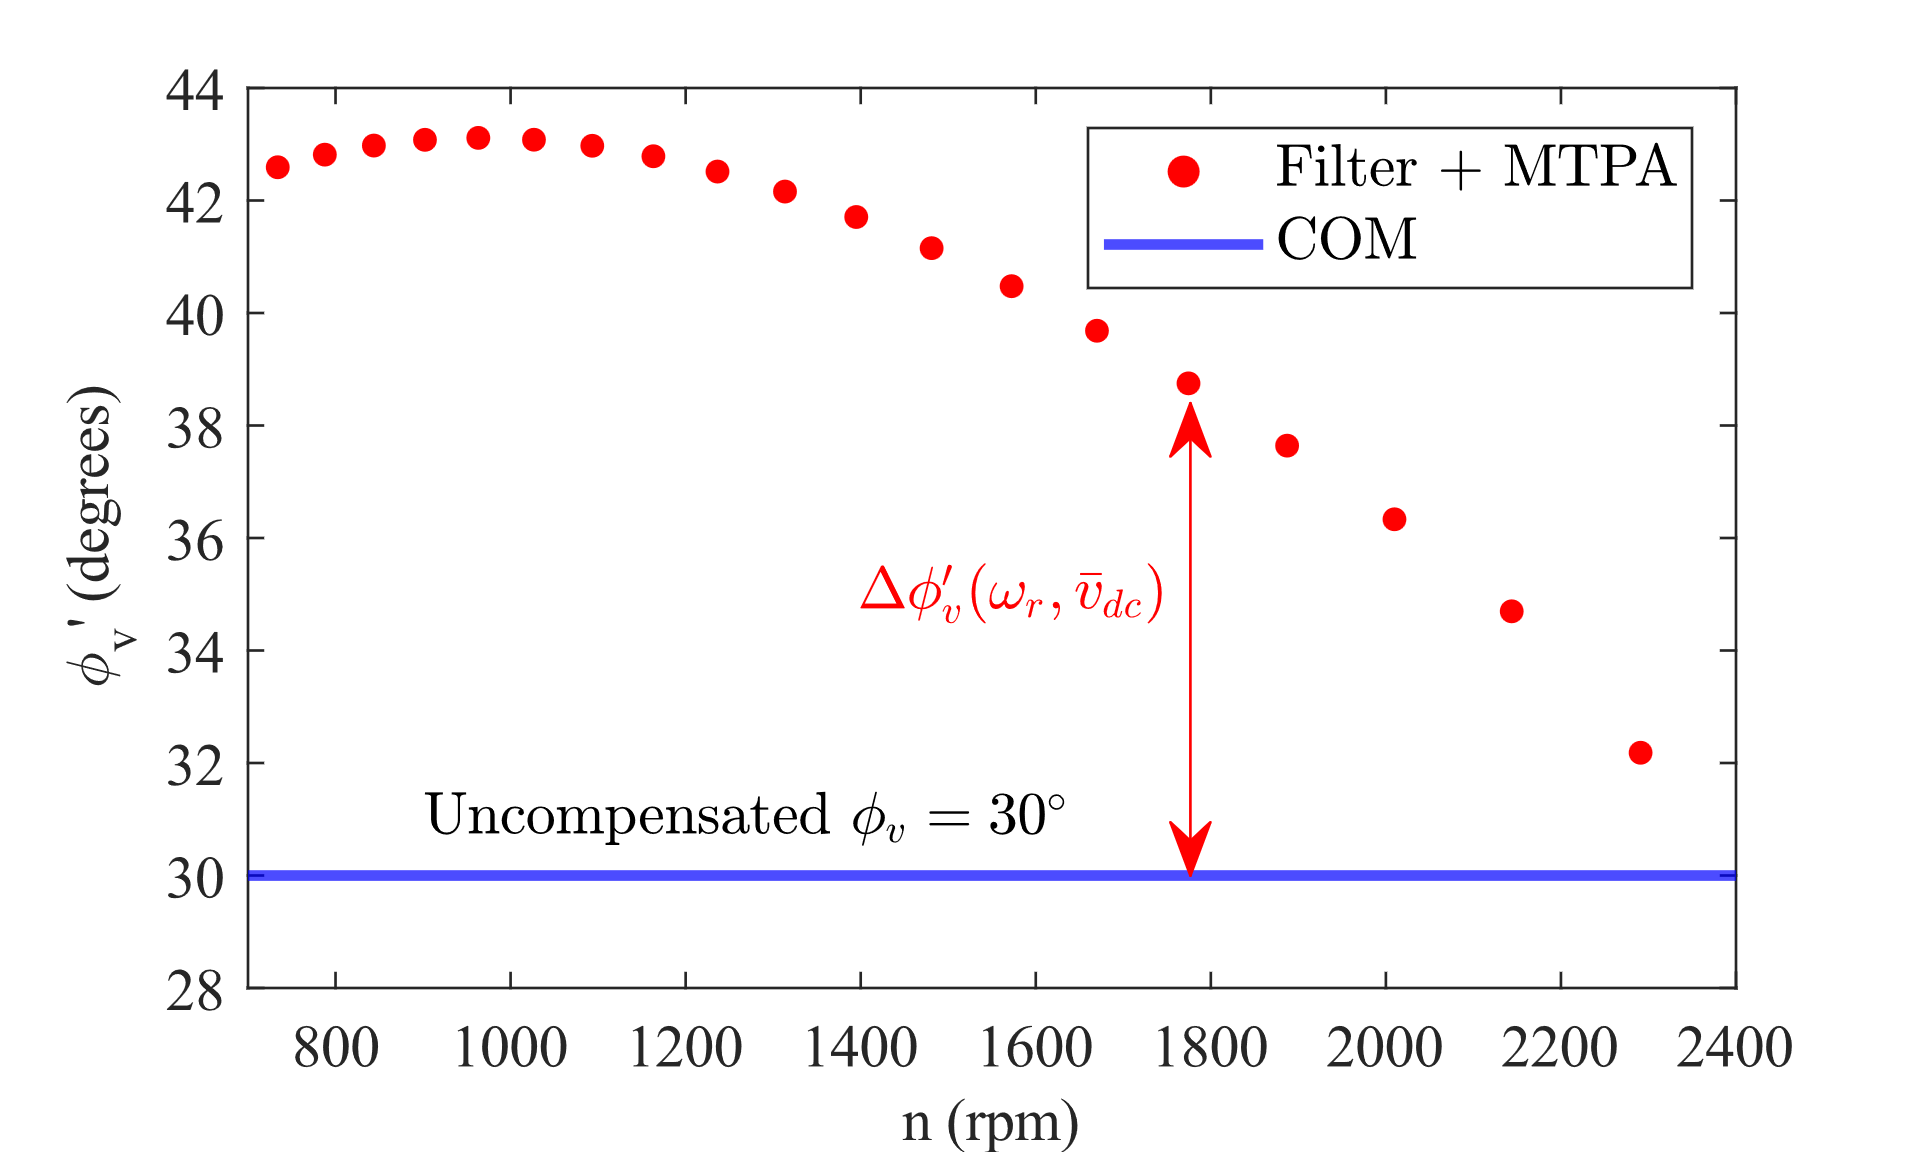 44
42
40
38
36
34
32
30
28
ϕv' (degrees)
Filter + MTPA
COM
Δϕ′v(ωr, v̄dc)
Uncompensated ϕv = 30°
800 1000 1200 1400 1600 1800 2000 2200 2400
n (rpm)